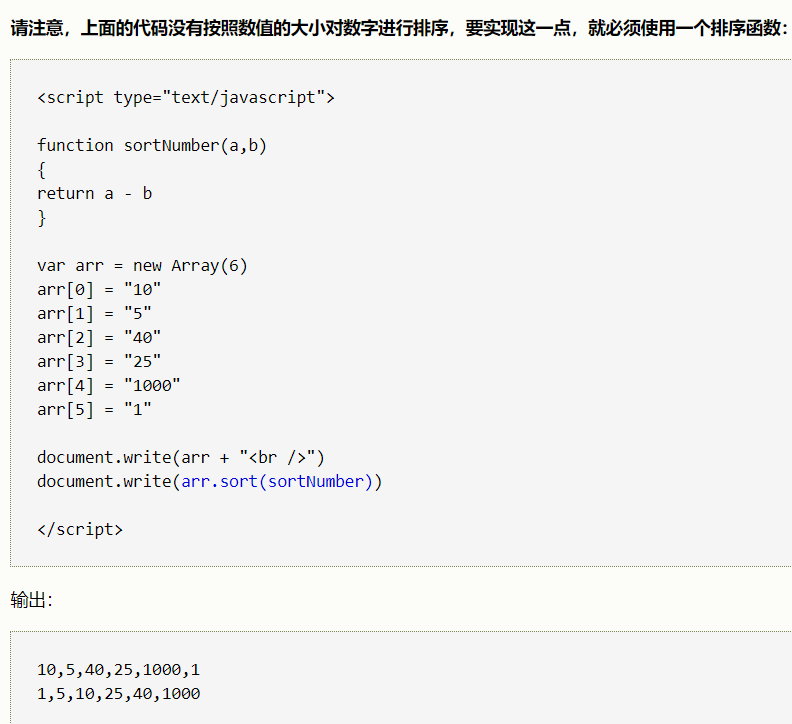 请注意，上面的代码没有按照数值的大小对数字进行排序，要实现这一点，就必须使用一个排序函数：
<script type="text/javascript">
function sortNumber(a,b)
{
return a - b
}
var arr = new Array(6)
arr[0] = "10"
arr[1] = "5"
arr[2] = "40"
arr[3] = "25"
arr[4] = "1000"
arr[5] = "1"
document.write(arr + "<br />")
document.write(arr.sort(sortNumber))
</script>
输出：
10,5,40,25,1000,1
1,5,10,25,40,1000